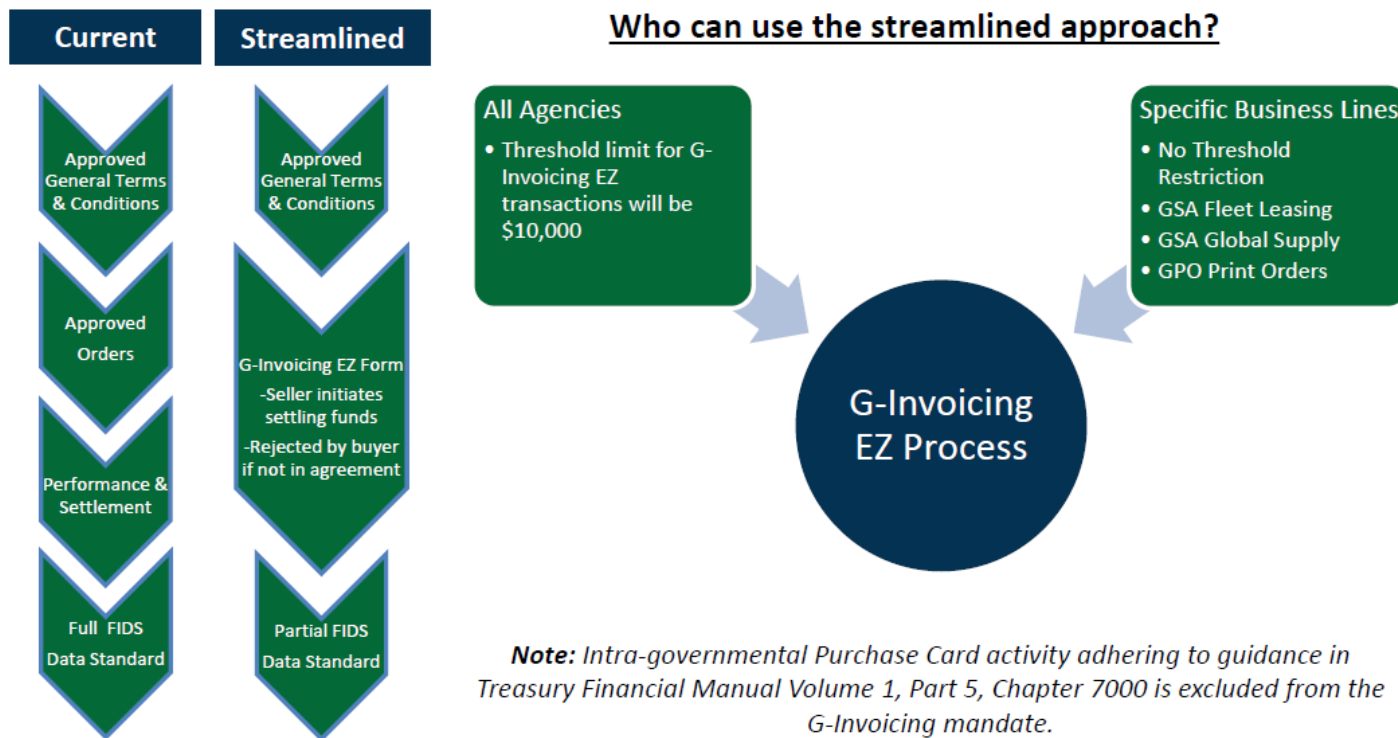 Current
Approved
General Terms
& Conditions
Approved
Orders
Performance &
Settlement
Full FIDS
Data Standard
Streamlined
Approved
General Terms
& Conditions
G-Invoicing EZ Form
-Seller initiates
settling funds
-Rejected by buyer
if not in agreement
Partial FIDS
Data Standard
Who can use the streamlined approach?
All Agencies
• Threshold limit for G-
Invoicing EZ
transactions will be
$10,000
Specific Business Lines
• No Threshold
Restriction
• GSA Fleet Leasing
• GSA Global Supply
• GPO Print Orders
G-Invoicing
EZ Process
Note: Intra-governmental Purchase Card activity adhering to guidance in
Treasury Financial Manual Volume 1, Part 5, Chapter 7000 is excluded from the
G-Invoicing mandate.